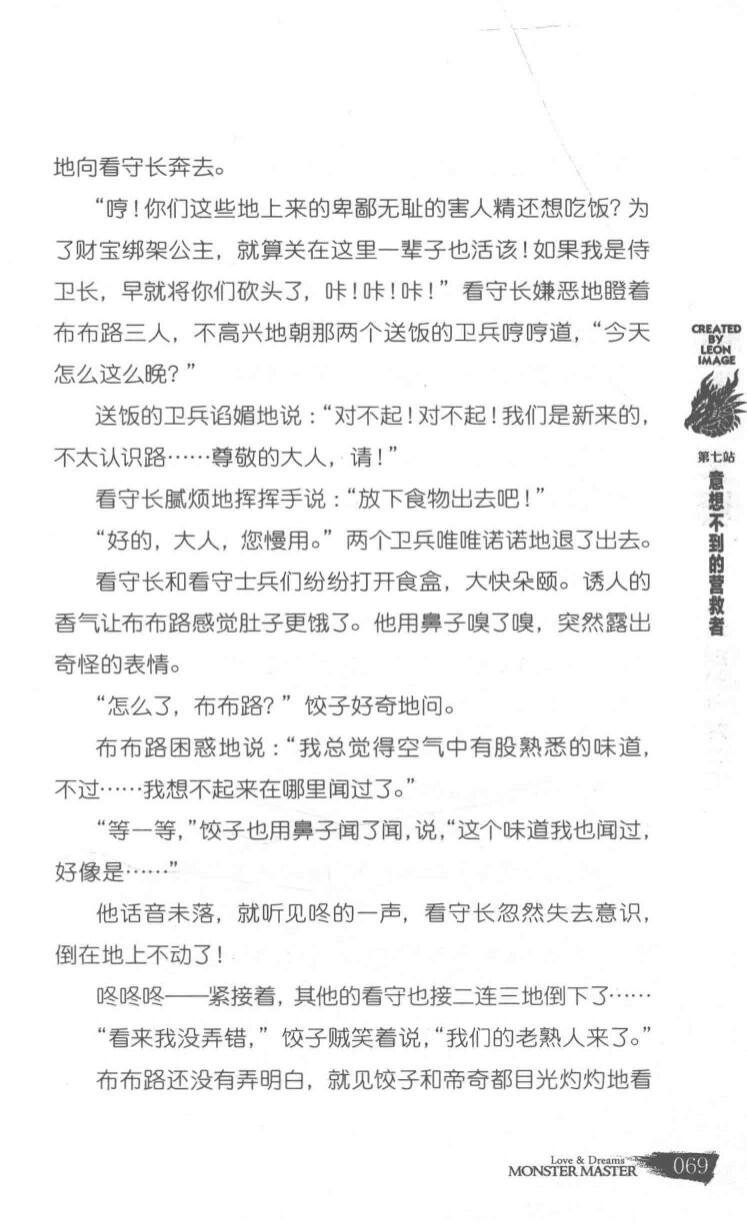 地向看守长奔去。
“哼！你们这些地上来的卑鄙无耻的害人精还想吃饭？为
了财宝绑架公主，就算关在这里一辈子也活该！如果我是侍
卫长，早就将你们砍头了，咔！咔！咔！”看守长嫌恶地瞪着
布布路三人，不高兴地朝那两个送饭的卫兵哼哼道，“今天
怎么这么晚？”
送饭的卫兵谄媚地说：“对不起！对不起！我们是新来的，
不太认识路……尊敬的大人，请！”
看守长腻烦地挥挥手说：“放下食物出去吧！”
“好的，大人，您慢用。”两个卫兵唯唯诺诺地退了出去。
看守长和看守士兵们纷纷打开食盒，大快朵颐。诱人的
香气让布布路感觉肚子更饿了。他用鼻子嗅了嗅，突然露出
奇怪的表情。
“怎么了，布布路？”饺子好奇地问。
布布路困惑地说：“我总觉得空气中有股熟悉的味道，
不过……我想不起来在哪里闻过了。”
“等一等，”饺子也用鼻子闻了闻，说，“这个味道我也闻过，
好像是……”
他话音未落，就听见咚的一声，看守长忽然失去意识，
倒在地上不动了！
咚咚咚——紧接着，其他的看守也接二连三地倒下了……
“看来我没弄错，”饺子贼笑着说，“我们的老熟人来了。”
布布路还没有弄明白，就见饺子和帝奇都目光灼灼地看
CREATED
BY
LEON
IMAGE
第七站
意想不到的营救者
Love & Dreams
MONSTER MASTER
069